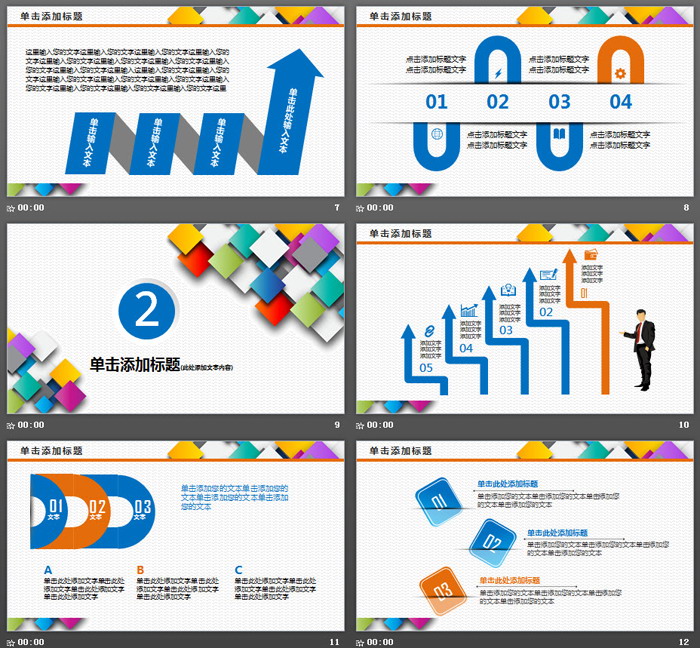 单击添加标题
这里输入您的文字这里输入您的文字这里输入您的文字这里输入您的
文字这里输入您的文字这里输入您的文字这里输入您的文字这里输入
您的文字这里输入您的文字这里输入您的文字这里输入您的文字这里
输入您的文字这里输入您的文字这里输入您的文字这里输入您的文字
这里输入您的文字这里输入您的文字这里输入您的文字这里
单击输入文本
单击输入文本
单击输入文本
单击此处输入文本
00:00
7
单击添加标题
点击添加标题文字
点击添加标题文字
点击添加标题文字
点击添加标题文字
01
02
03
04
点击添加标题文字
点击添加标题文字
点击添加标题文字
点击添加标题文字
00:00
8
2
单击添加标题(此处添加文本内容)
00:00
9
单击添加标题
添加文字
添加文字
添加文字
01
添加文字
添加文字
添加文字
02
添加文字
添加文字
添加文字
03
添加文字
添加文字
添加文字
04
添加文字
添加文字
添加文字
05
00:00
10
单击添加标题
01
文本
02
文本
03
文本
单击添加您的文本单击添加您的
文本单击添加您的文本单击添加
您的文本
A
单击此处添加文字单击此处
添加文字单击此处添加文字
单击此处添加文字
B
单击此处添加文字单击此处
添加文字单击此处添加文字
单击此处添加文字
C
单击此处添加文字单击此处
添加文字单击此处添加文字
单击此处添加文字
00:00
11
单击添加标题
01
单击此处添加标题
单击添加您的文本单击添加您的文本单击添加您
的文本单击添加您的文本
02
单击此处添加标题
单击添加您的文本单击添加您的文本单击添加您
的文本单击添加您的文本
03
单击此处添加标题
单击添加您的文本单击添加您的文本单击添加您
的文本单击添加您的文本
00:00
12